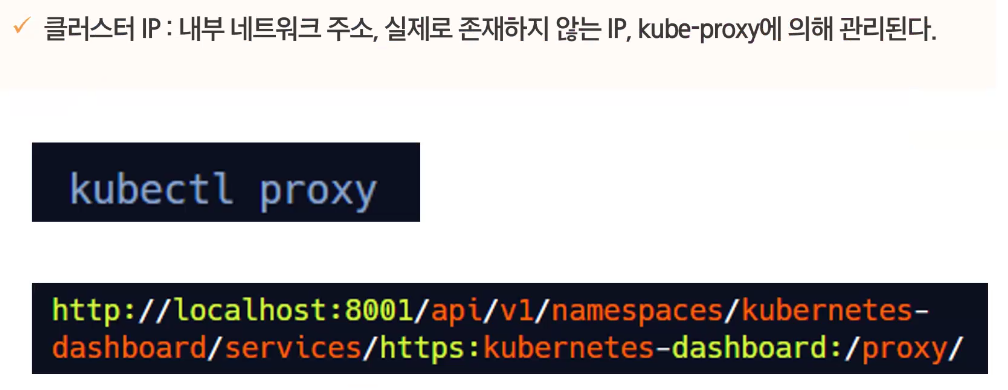 ✓ 클러스터 IP : 내부 네트워크 주소, 실제로 존재하지 않는 IP, kube-proxy에 의해 관리된다.
kubectl proxy
http://localhost:8001/api/v1/namespaces/kubernetes-
dashboard/services/https:kubernetes-dashboard:/proxy/